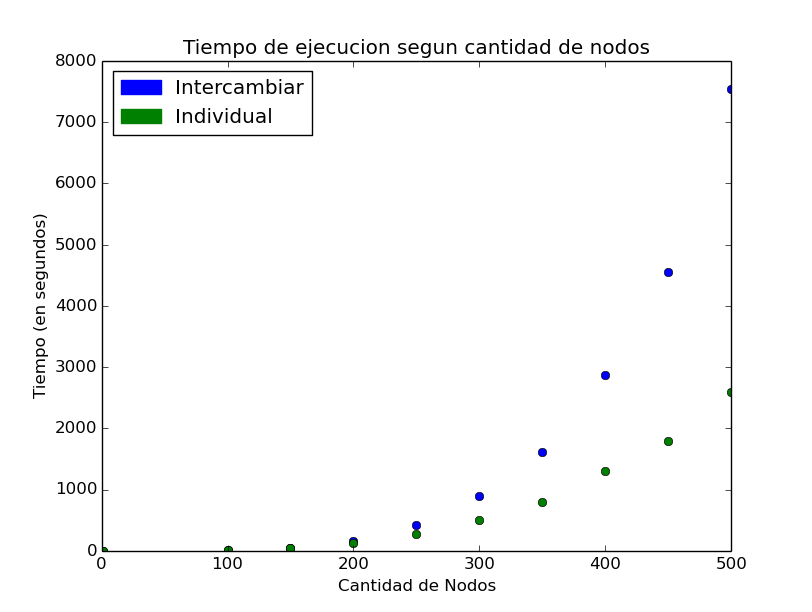 Tiempo de ejecucion segun cantidad de nodos
Intercambiar
Individual
8000
7000
6000
5000
4000
3000
2000
1000
0
0 100 200 300 400 500
Cantidad de Nodos
Tiempo (en segundos)